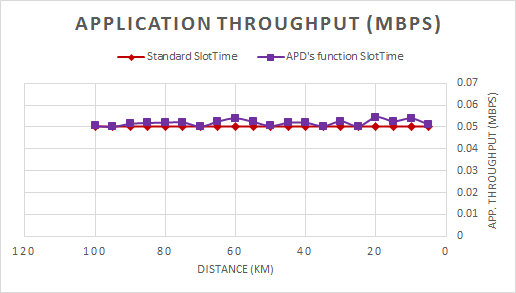 APPLICATION THROUGHPUT (MBPS)
Standard SlotTime APD's function SlotTime
0.07
0.06
0.05
0.04
0.03
0.02
0.01
0
APP. THROUGHPUT (MBPS)
120 100 80 60 40 20 0
DISTANCE (KM)